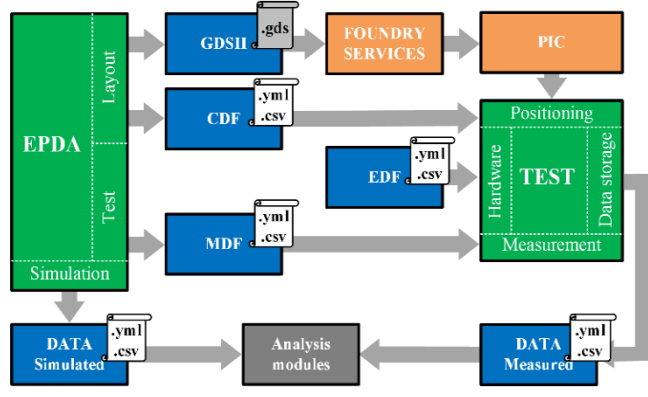 EPDA
Layout
Test
Simulation
GDSII
.gds
FOUNDRY
SERVICES
PIC
CDF
.yml
.csv
EDF
.yml
.csv
MDF
.yml
.csv
Positioning
Hardware
TEST
Data storage
Measurement
DATA
Simulated
.yml
.csv
Analysis
modules
DATA
Measured
.yml
.csv